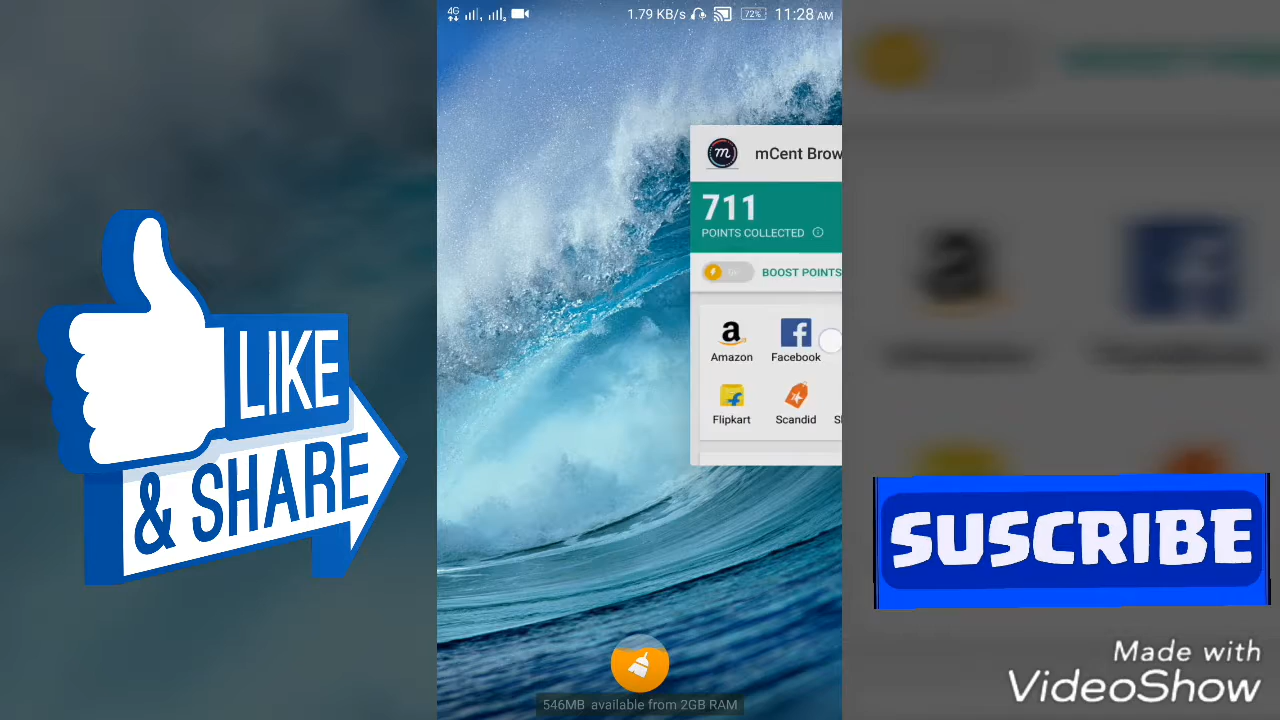 4G 1.79 KB/s 72% 11:28 AM
m mCent Brow
711
POINTS COLLECTED
BOOST POINTS
a
Amazon Facebook
Flipkart Scandid
LIKE
& SHARE
SUSCRIBE
Made with
VideoShow
546MB available from 2GB RAM